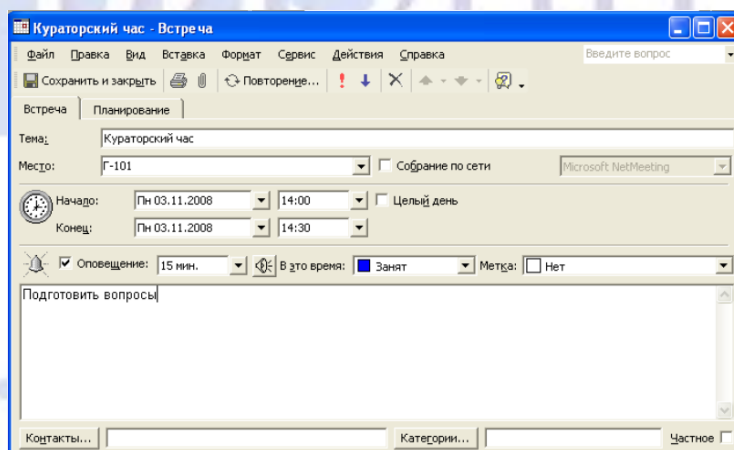 Кураторский час - Встреча
Файл Правка Вид Вставка Формат Сервис Действия Справка Введите вопрос
Сохранить и закрыть Повторение...
Встреча Планирование
Тема: Кураторский час
Место: Г-101 Собрание по сети Microsoft NetMeeting
Начало: Пн 03.11.2008 14:00 Целый день
Конец: Пн 03.11.2008 14:30
Оповещение: 15 мин. В это время: Занят Метка: Нет
Подготовить вопросы
Контакты... Категории... Частное